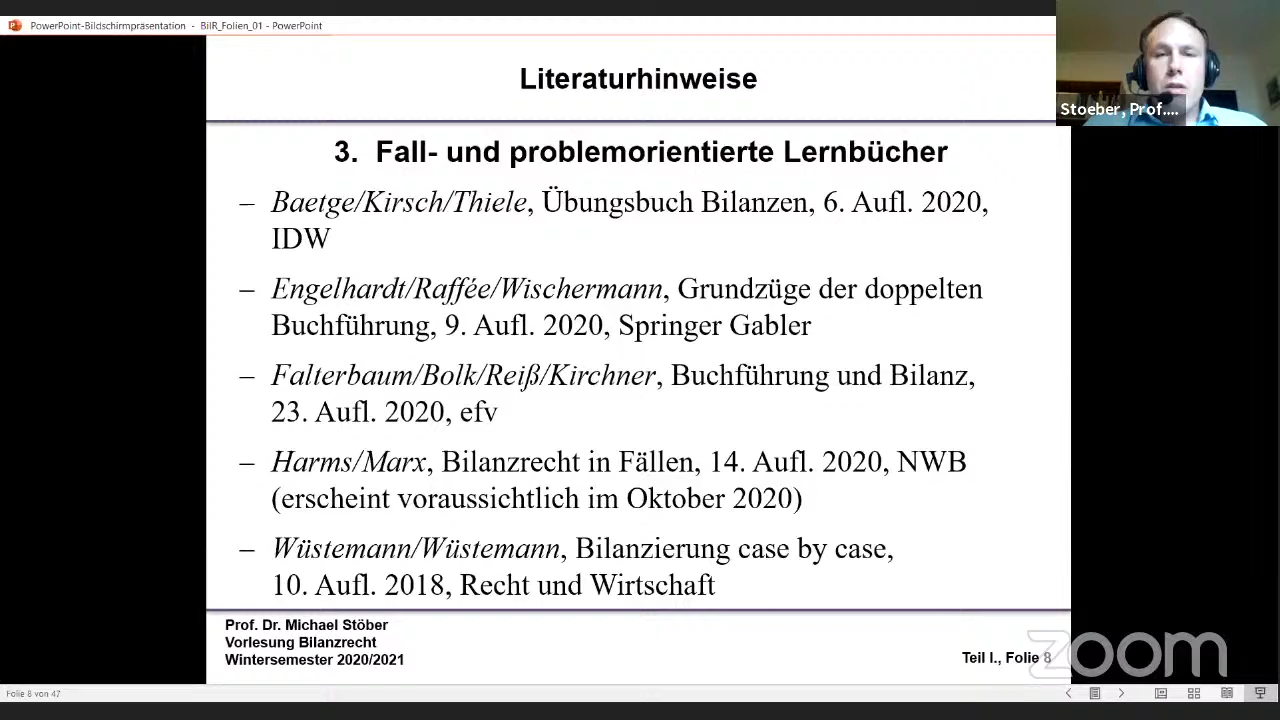 PowerPoint-Bildschirmpräsentation - BilR_Folien_01 - PowerPoint
Stoeber, Prof....
Literaturhinweise
3. Fall- und problemorientierte Lernbücher
– Baetge/Kirsch/Thiele, Übungsbuch Bilanzen, 6. Aufl. 2020,
IDW
– Engelhardt/Raffée/Wischermann, Grundzüge der doppelten
Buchführung, 9. Aufl. 2020, Springer Gabler
– Falterbaum/Bolk/Reiß/Kirchner, Buchführung und Bilanz,
23. Aufl. 2020, efv
– Harms/Marx, Bilanzrecht in Fällen, 14. Aufl. 2020, NWB
(erscheint voraussichtlich im Oktober 2020)
– Wüstemann/Wüstemann, Bilanzierung case by case,
10. Aufl. 2018, Recht und Wirtschaft
Prof. Dr. Michael Stöber
Vorlesung Bilanzrecht
Wintersemester 2020/2021
Teil I., Folie 8
zoom
Folie 8 von 47